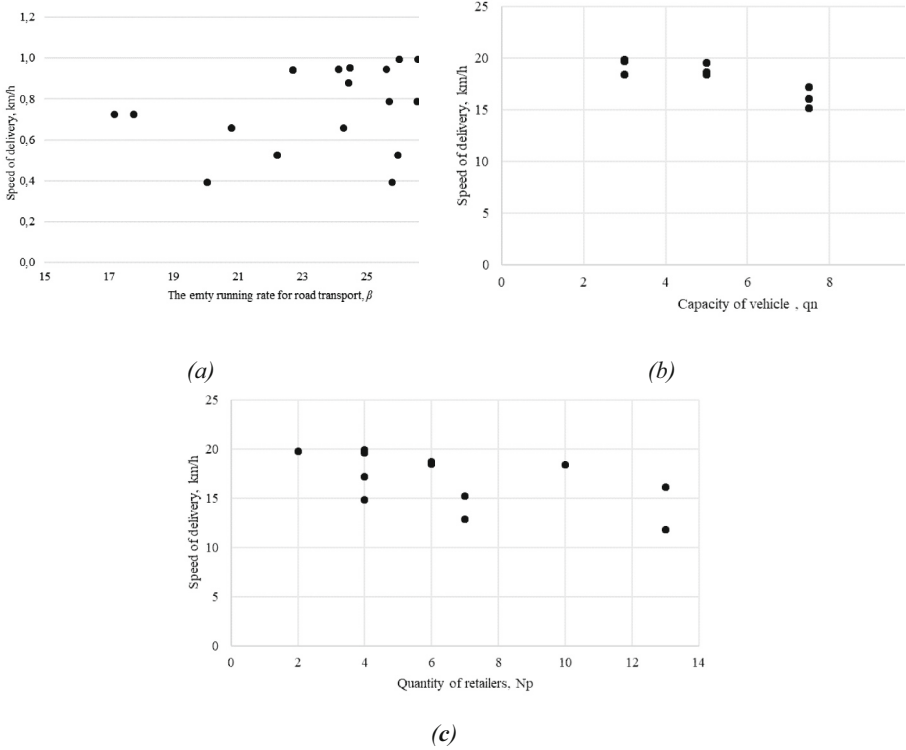 1,2
1,0
0,8
0,6
0,4
0,2
0,0
Speed of delivery, km/h
15 17 19 21 23 25
The emty running rate for road transport, β
(a)
25
20
15
10
5
0
Speed of delivery, km/h
0 2 4 6 8
Capacity of vehicle , qn
(b)
25
20
15
10
5
0
Speed of delivery, km/h
0 2 4 6 8 10 12 14
Quantity of retailers, Np
(c)